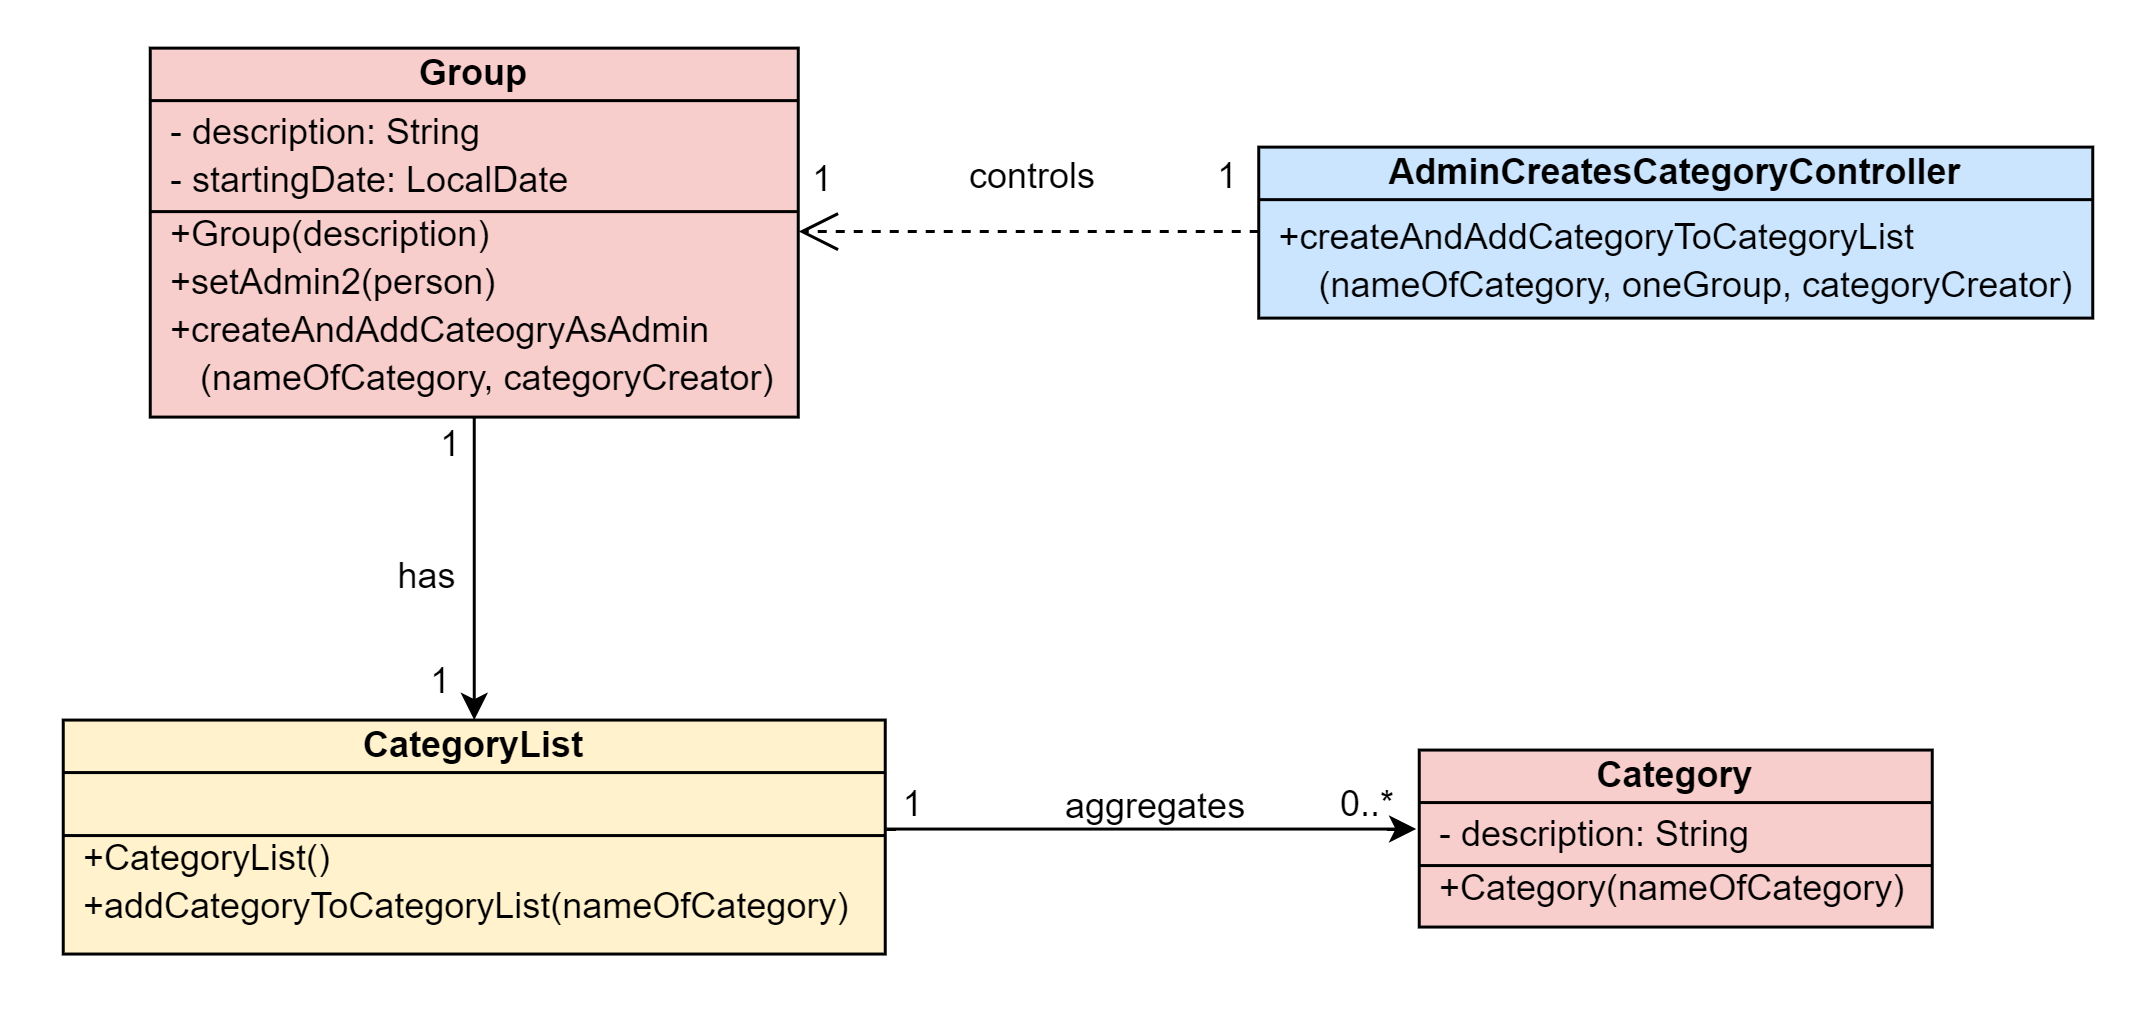 Group
- description: String
- startingDate: LocalDate
+Group(description)
+setAdmin2(person)
+createAndAddCateogryAsAdmin
(nameOfCategory, categoryCreator)
1
controls
1
AdminCreatesCategoryController
+createAndAddCategoryToCategoryList
(nameOfCategory, oneGroup, categoryCreator)
1
has
1
CategoryList
+CategoryList()
+addCategoryToCategoryList(nameOfCategory)
1
aggregates
0..*
Category
- description: String
+Category(nameOfCategory)